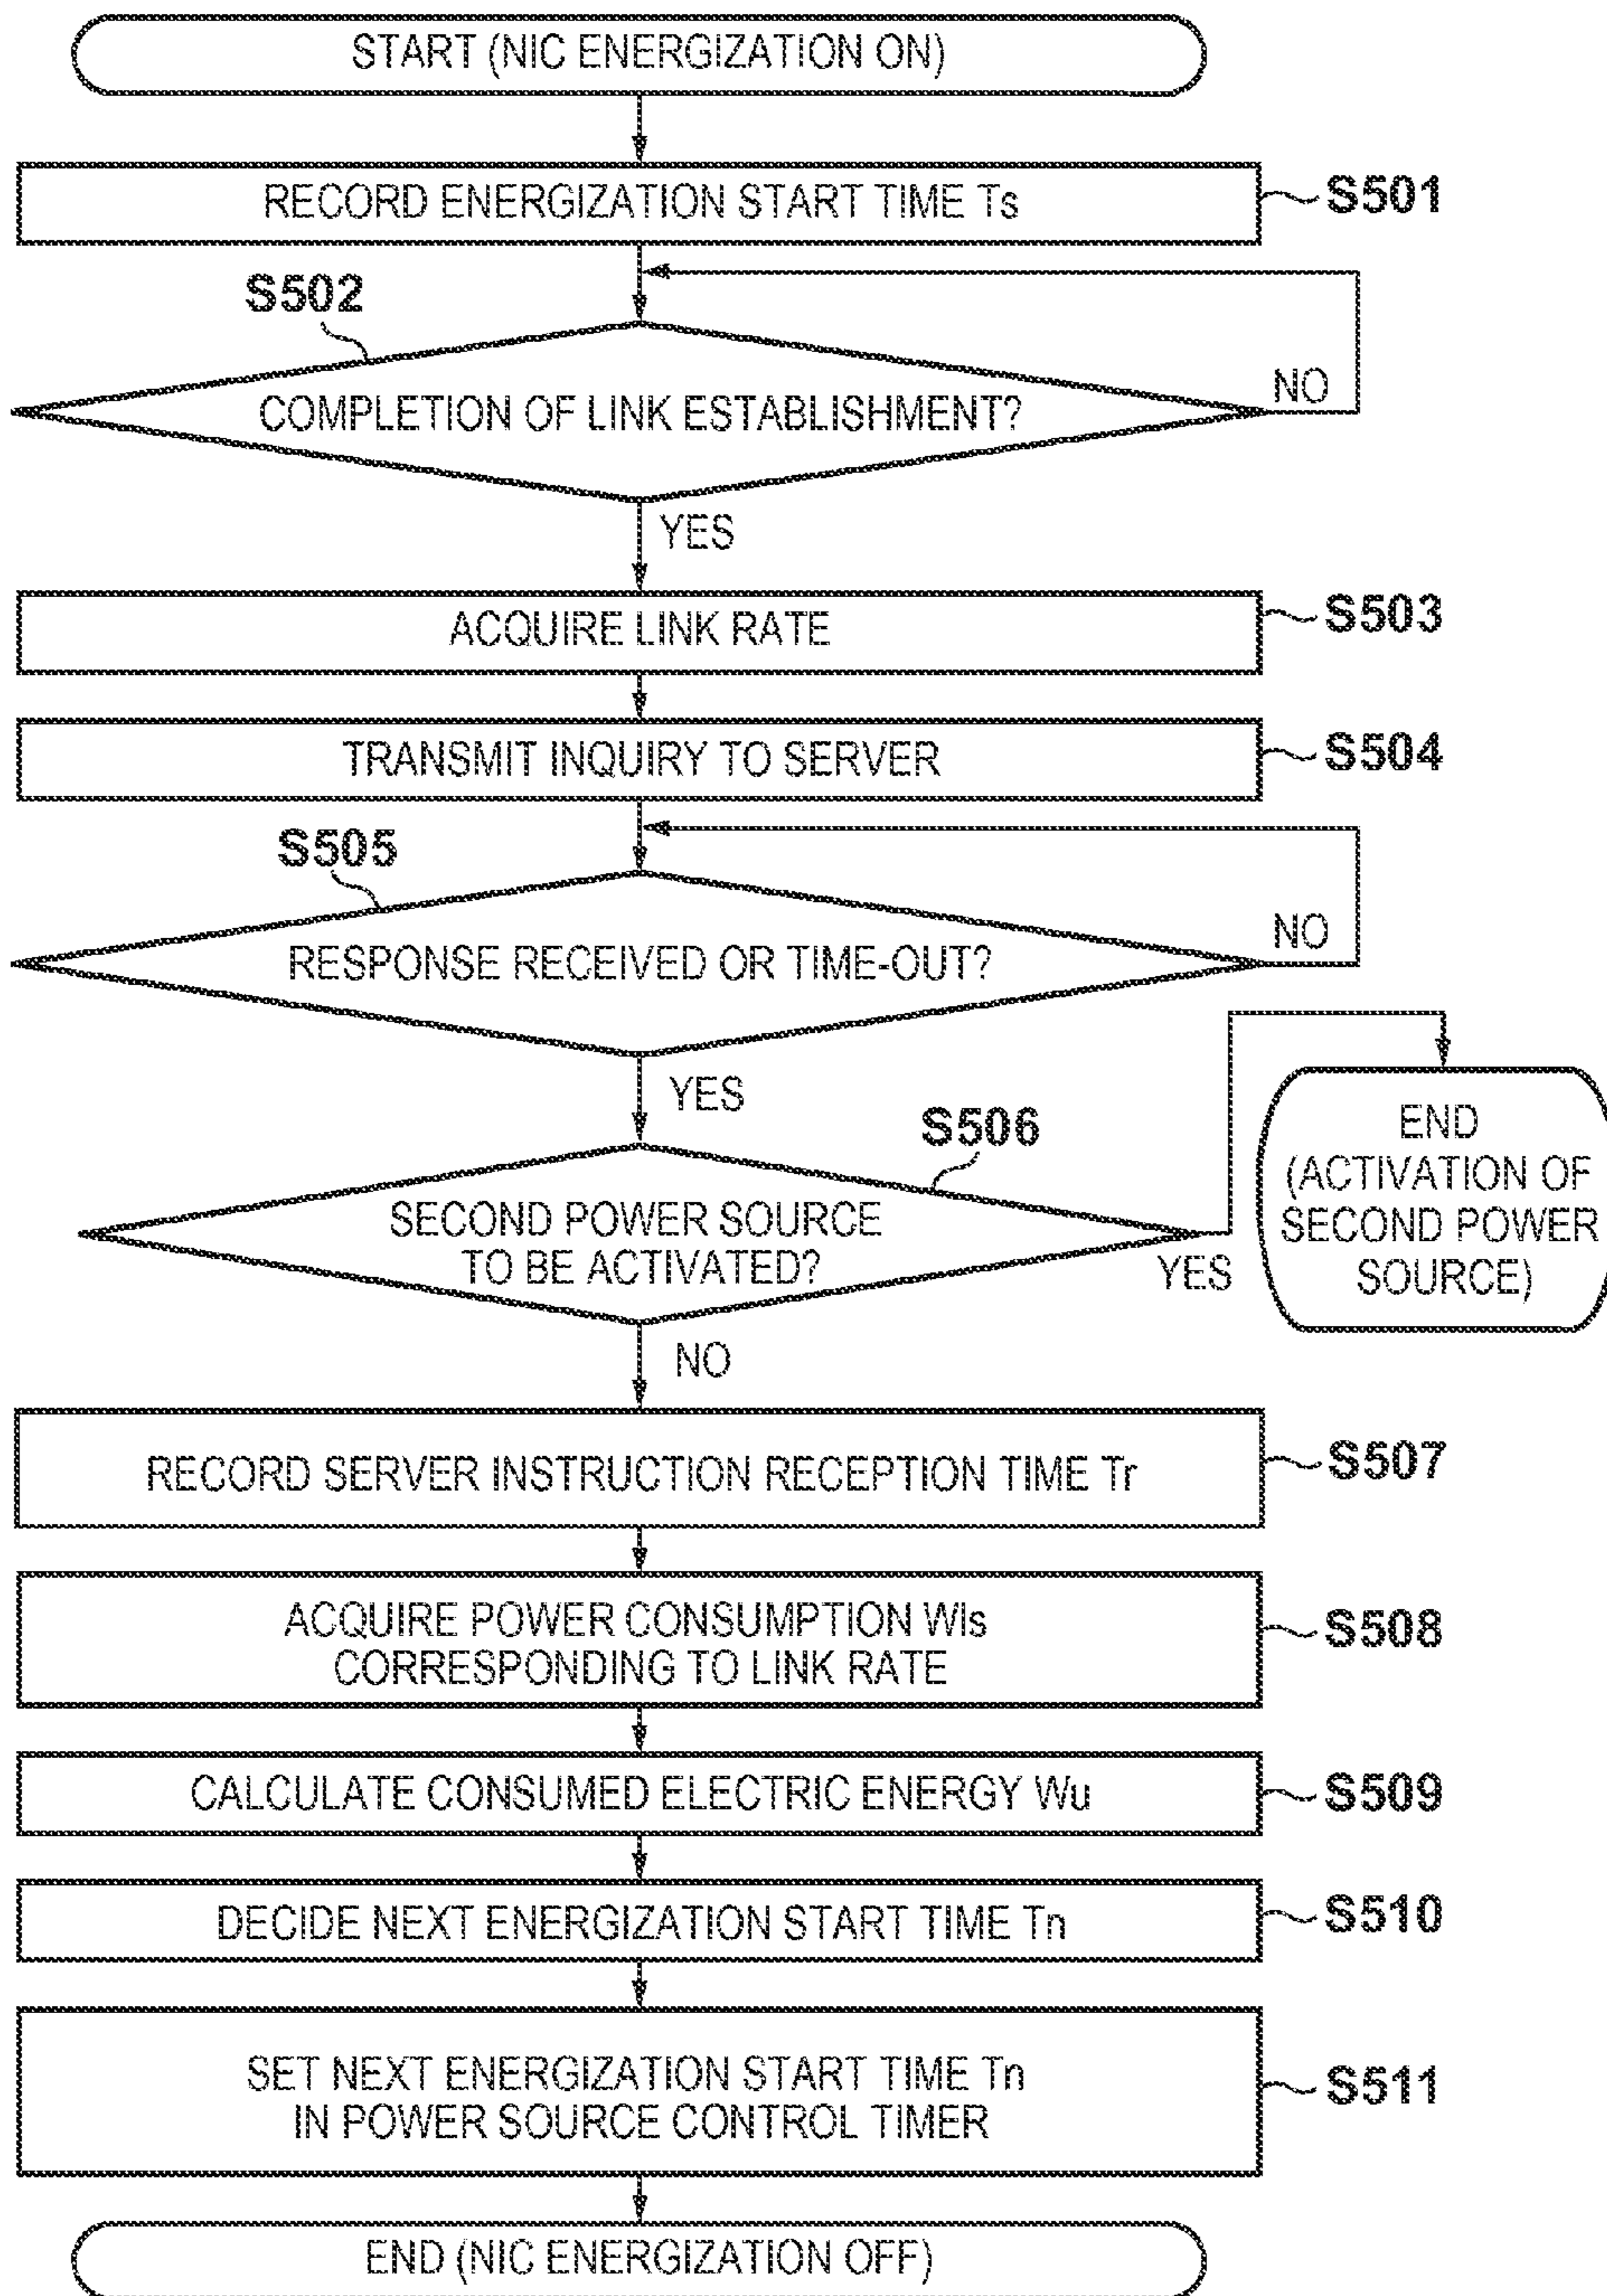 START (NIC ENERGIZATION ON)
RECORD ENERGIZATION START TIME Ts
S501
S502
COMPLETION OF LINK ESTABLISHMENT?
NO
YES
ACQUIRE LINK RATE
S503
TRANSMIT INQUIRY TO SERVER
S504
S505
RESPONSE RECEIVED OR TIME-OUT?
NO
YES
S506
SECOND POWER SOURCE
TO BE ACTIVATED?
YES
END
(ACTIVATION OF
SECOND POWER
SOURCE)
NO
RECORD SERVER INSTRUCTION RECEPTION TIME Tr
S507
ACQUIRE POWER CONSUMPTION Wls
CORRESPONDING TO LINK RATE
S508
CALCULATE CONSUMED ELECTRIC ENERGY Wu
S509
DECIDE NEXT ENERGIZATION START TIME Tn
S510
SET NEXT ENERGIZATION START TIME Tn
IN POWER SOURCE CONTROL TIMER
S511
END (NIC ENERGIZATION OFF)